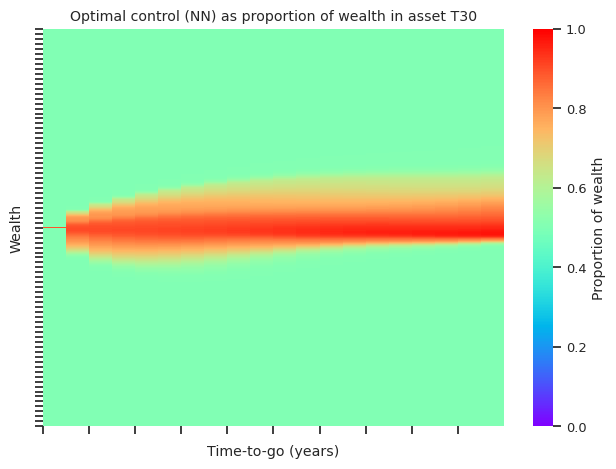 Optimal control (NN) as proportion of wealth in asset T30
Wealth
Time-to-go (years)
1.0
0.8
0.6
0.4
0.2
0.0
Proportion of wealth